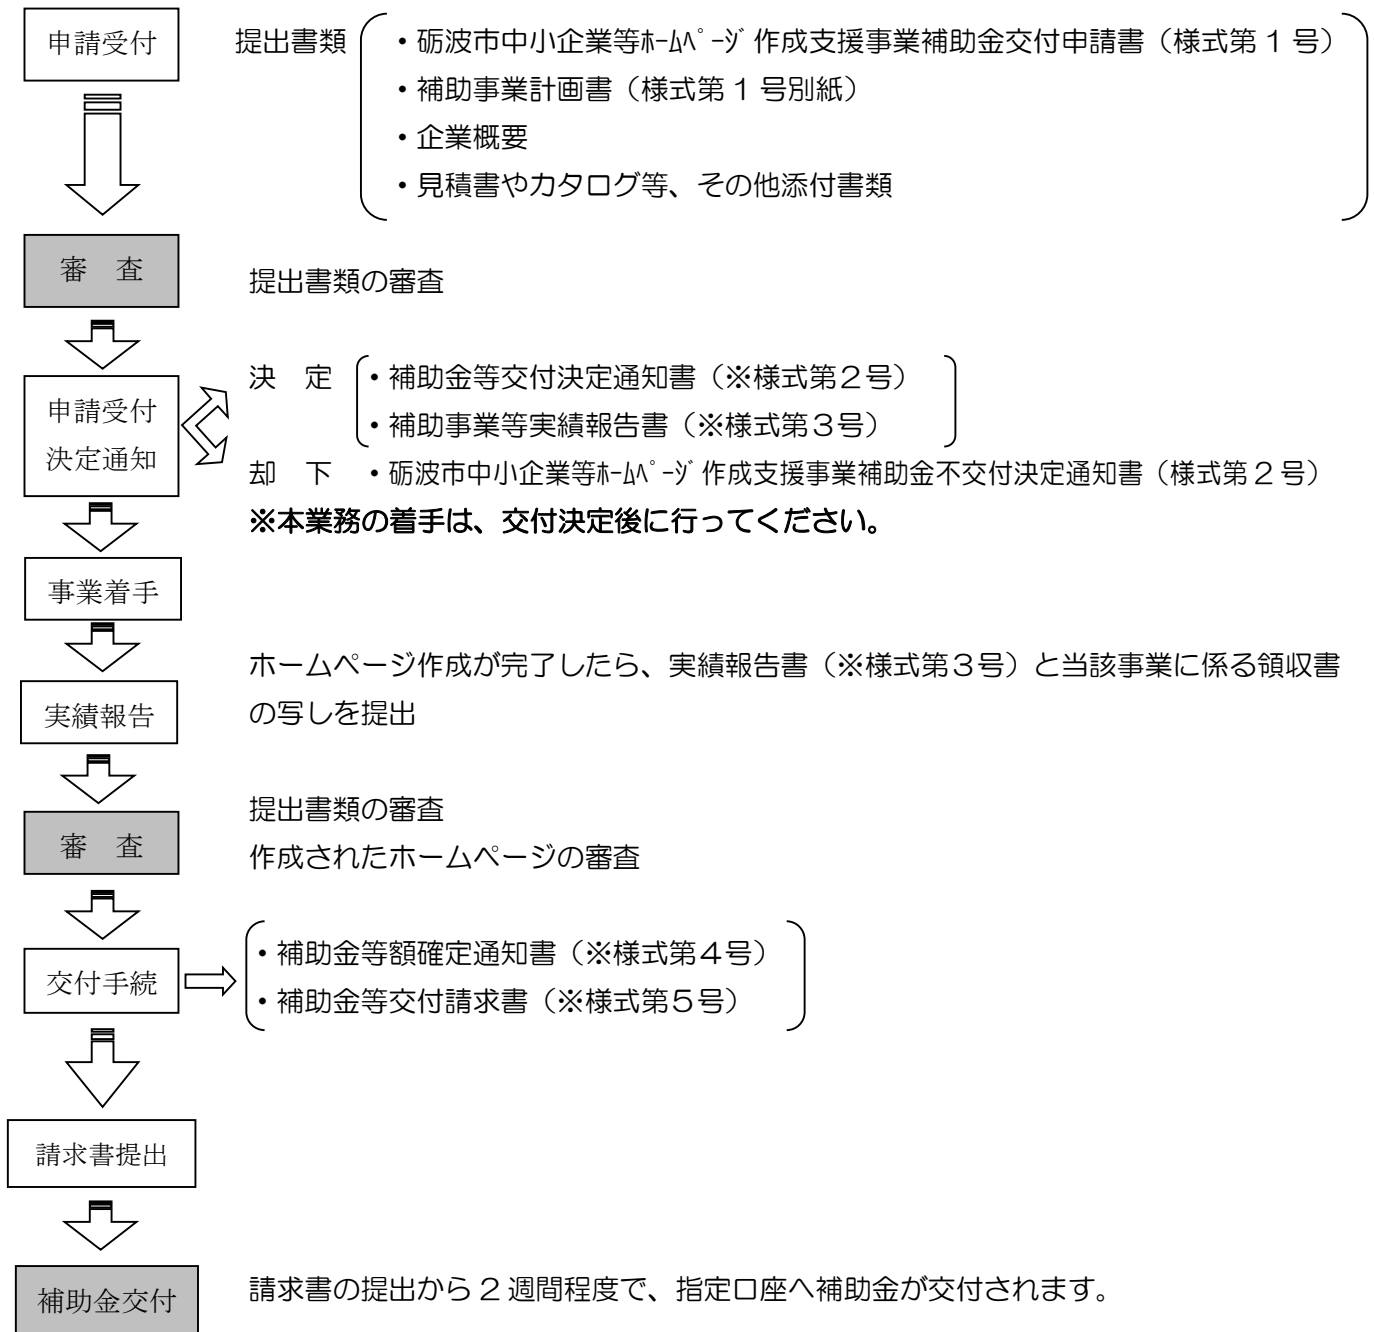 申請受付
提出書類
・砺波市中小企業等ﾎｰﾑﾍﾟｰｼﾞ作成支援事業補助金交付申請書（様式第１号）
・補助事業計画書（様式第１号別紙）
・企業概要
・見積書やカタログ等、その他添付書類
審　査
提出書類の審査
申請受付
決定通知
決　定 ・補助金等交付決定通知書（※様式第２号）
・補助事業等実績報告書（※様式第３号）
却　下 ・砺波市中小企業等ﾎｰﾑﾍﾟｰｼﾞ作成支援事業補助金不交付決定通知書（様式第２号）
※本業務の着手は、交付決定後に行ってください。
事業着手
ホームページ作成が完了したら、実績報告書（※様式第３号）と当該事業に係る領収書
の写しを提出
実績報告
提出書類の審査
作成されたホームページの審査
審　査
交付手続
・補助金等額確定通知書（※様式第４号）
・補助金等交付請求書（※様式第５号）
請求書提出
補助金交付
請求書の提出から２週間程度で、指定口座へ補助金が交付されます。